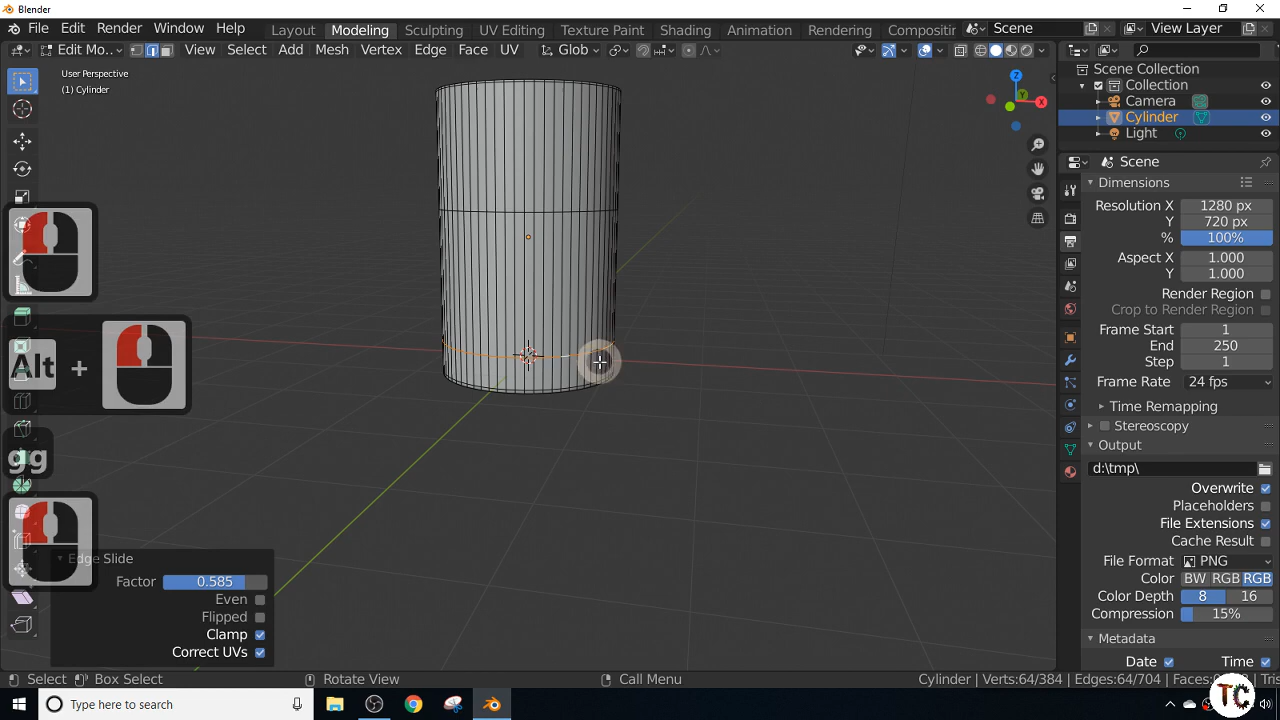 Blender
File Edit Render Window Help
Layout Modeling Sculpting UV Editing Texture Paint Shading Animation Rendering Compositir
Scene
View Layer
Edit Mo...
View Select Add Mesh Vertex Edge Face UV
Glob
User Perspective
(1) Cylinder
Z
Y
X
Scene Collection
Collection
Camera
Cylinder
Light
Scene
Dimensions
Resolution X 1280 px
Y 720 px
% 100%
Aspect X 1.000
Y 1.000
Render Region
Crop to Render Region
Frame Start 1
End 250
Step 1
Frame Rate 24 fps
Time Remapping
Stereoscopy
Output
d:\tmp\
Overwrite
Placeholders
File Extensions
Cache Result
File Format PNG
Color BW RGB RGB
Color Depth 8 16
Compression 15%
Metadata
Date Time
Alt +
gg
Edge Slide
Factor 0.585
Even
Flipped
Clamp
Correct UVs
Select Box Select Rotate View Call Menu Cylinder | Verts:64/384 | Edges:64/704 | Faces:0
Type here to search
TC